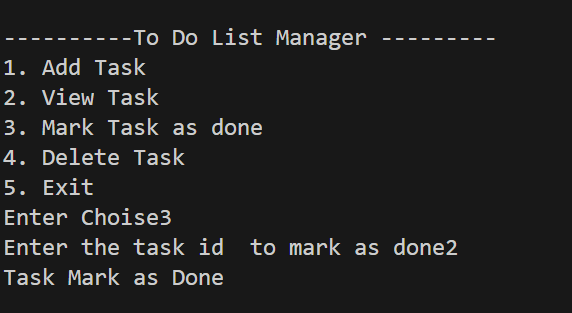 ----------To Do List Manager ---------
1. Add Task
2. View Task
3. Mark Task as done
4. Delete Task
5. Exit
Enter Choise3
Enter the task id  to mark as done2
Task Mark as Done